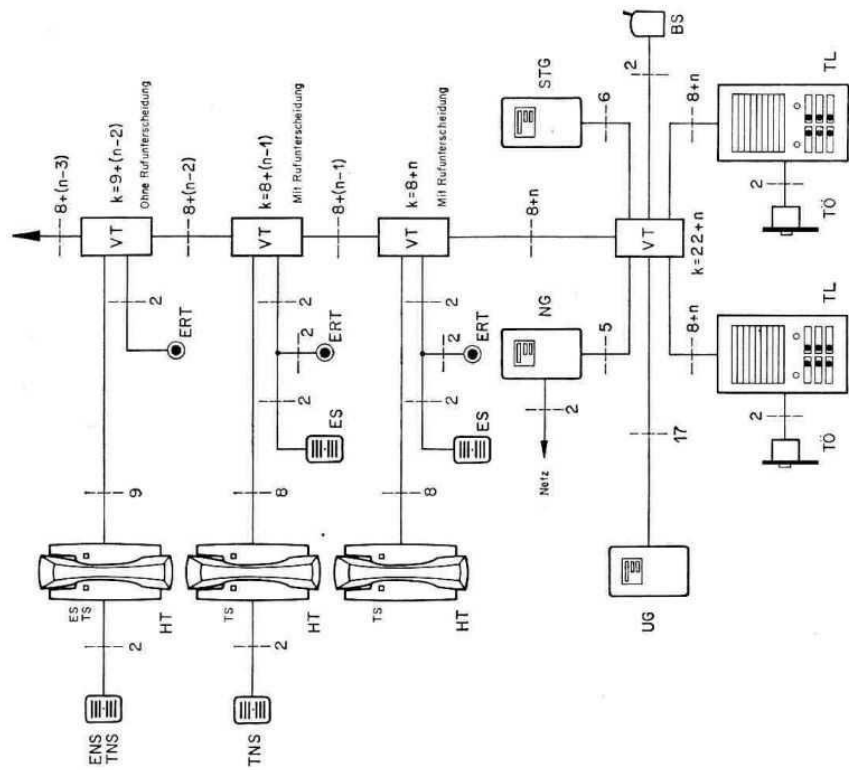 ENS
TNS
2
ES
TS
HT
9
2
ERT
VT
8+(n-3)
k=9+(n-2)
Ohne Rufunterscheidung
8+(n-2)
TNS
2
TS
HT
8
2
2
2
ES
ERT
VT
k=8+(n-1)
Mit Rufunterscheidung
8+(n-1)
TS
HT
8
2
2
2
ES
ERT
VT
k=8+n
Mit Rufunterscheidung
8+n
Netz
2
NG
5
STG
6
UG
17
VT
k=22+n
2
BS
8+n
TL
2
TÖ
8+n
TL
2
TÖ